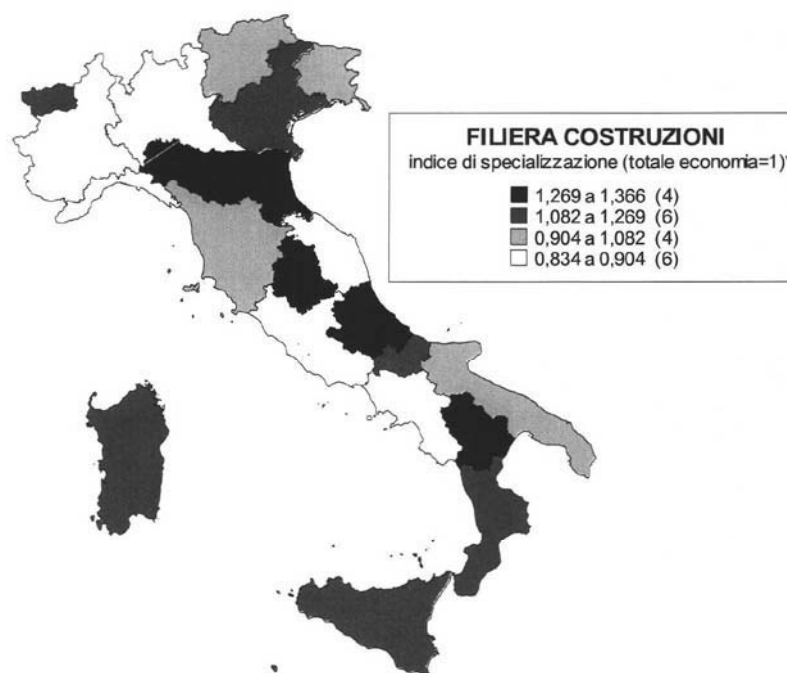 FILIERA COSTRUZIONI
indice di specializzazione (totale economia=1)*
1,269 a 1,366 (4)
1,082 a 1,269 (6)
0,904 a 1,082 (4)
0,834 a 0,904 (6)